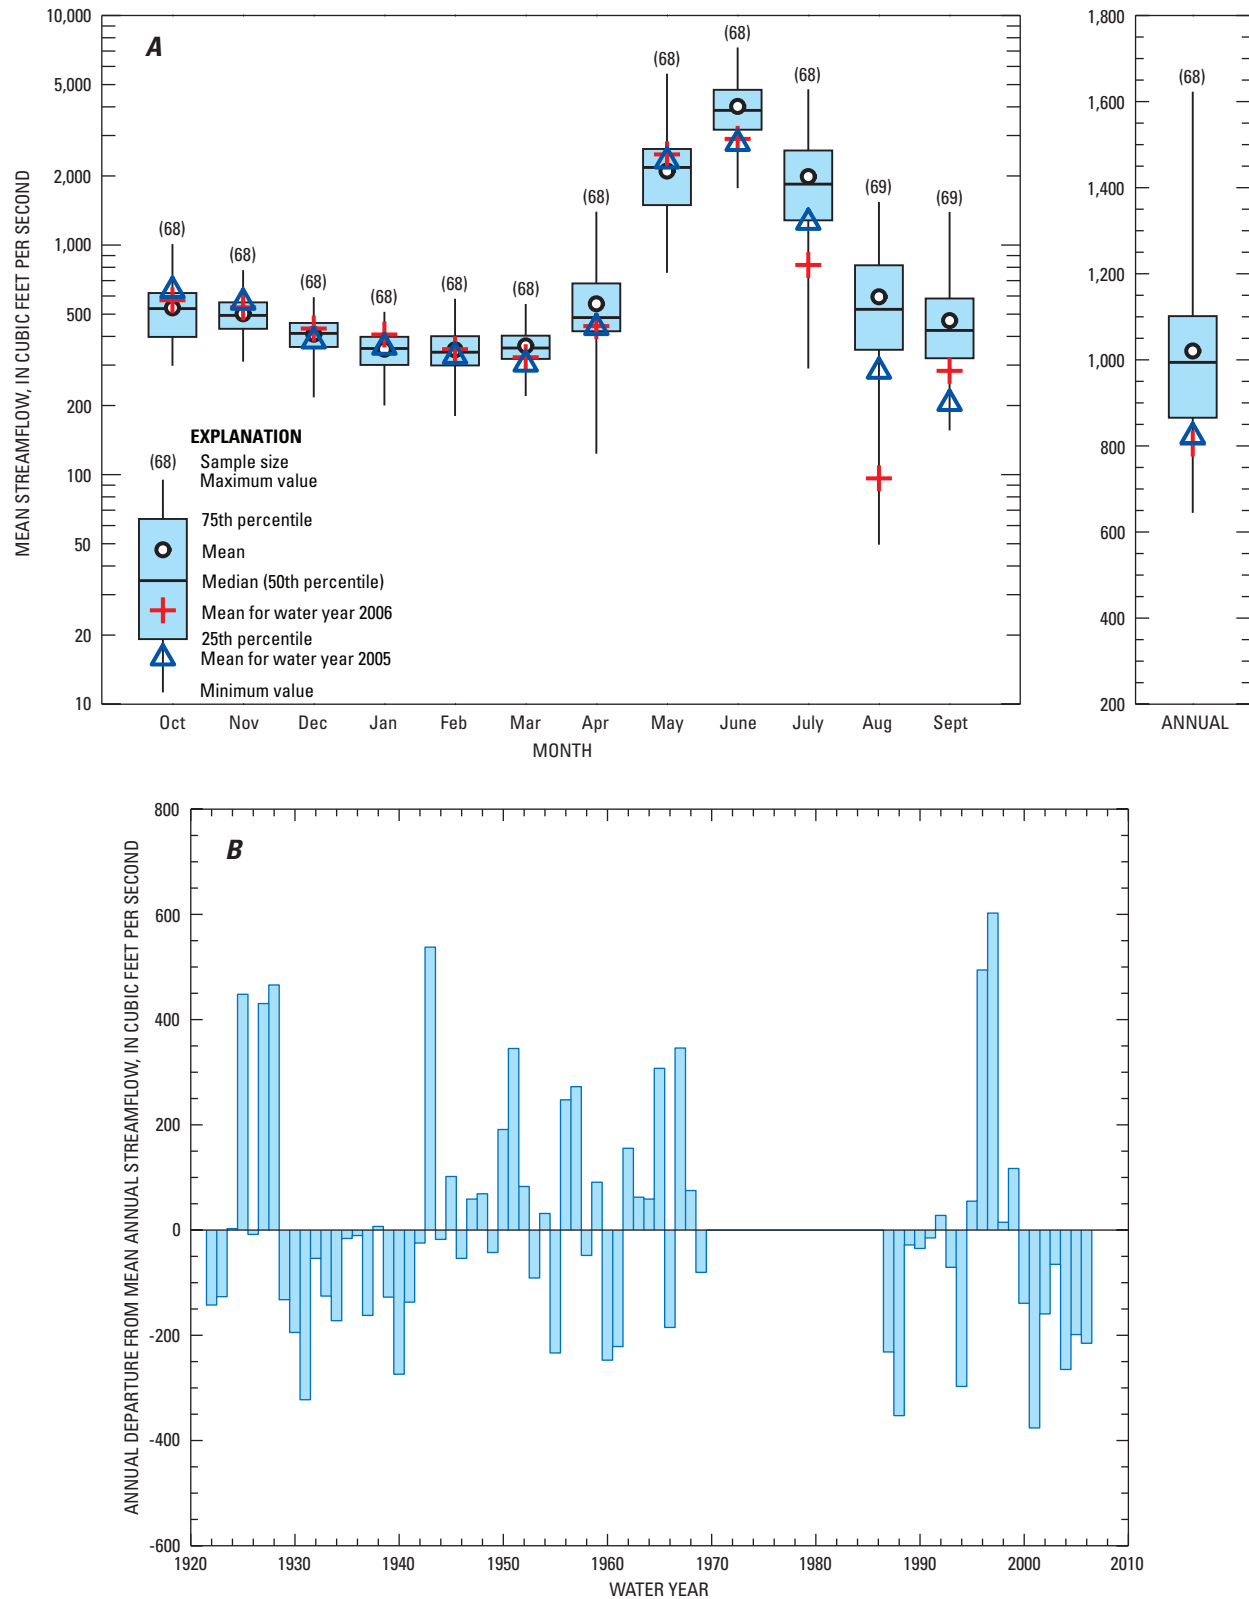 10,000
5,000
2,000
1,000
500
200
100
50
20
10
MEAN STREAMFLOW, IN CUBIC FEET PER SECOND
A
(68)
(68)
(68)
(68)
(68)
(68)
(68)
(68)
(68)
(68)
(69)
(69)
EXPLANATION
(68) Sample size
Maximum value
75th percentile
Mean
Median (50th percentile)
Mean for water year 2006
25th percentile
Mean for water year 2005
Minimum value
Oct Nov Dec Jan Feb Mar Apr May June July Aug Sept
MONTH
1,800
1,600
1,400
1,200
1,000
800
600
400
200
(68)
ANNUAL
800
600
400
200
0
-200
-400
-600
ANNUAL DEPARTURE FROM MEAN ANNUAL STREAMFLOW, IN CUBIC FEET PER SECOND
B
1920 1930 1940 1950 1960 1970 1980 1990 2000 2010
WATER YEAR